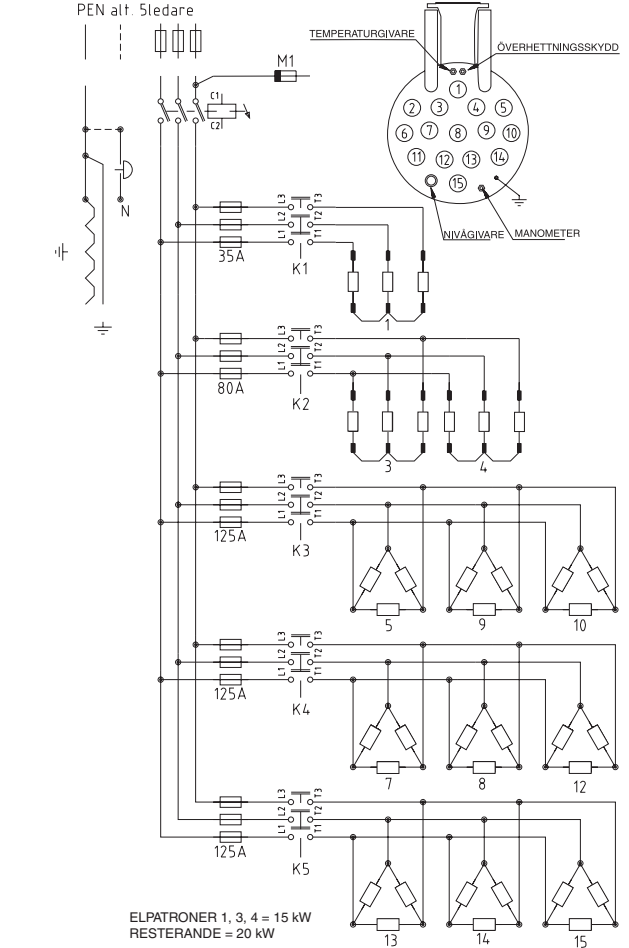 PEN alt. 5ledare
M1
C1
C2
N
TEMPERATURGIVARE
ÖVERHETTNINGSSKYDD
1
2 3 4 5
6 7 8 9 10
11 12 13 14
15
NIVÅGIVARE
MANOMETER
L3 T3
L2 T2
L1 T1
35A
K1
1
L3 T3
L2 T2
L1 T1
80A
K2
3 4
L3 T3
L2 T2
L1 T1
125A
K3
5 9 10
L3 T3
L2 T2
L1 T1
125A
K4
7 8 12
L3 T3
L2 T2
L1 T1
125A
K5
13 14 15
ELPATRONER 1, 3, 4 = 15 kW
RESTERANDE = 20 kW